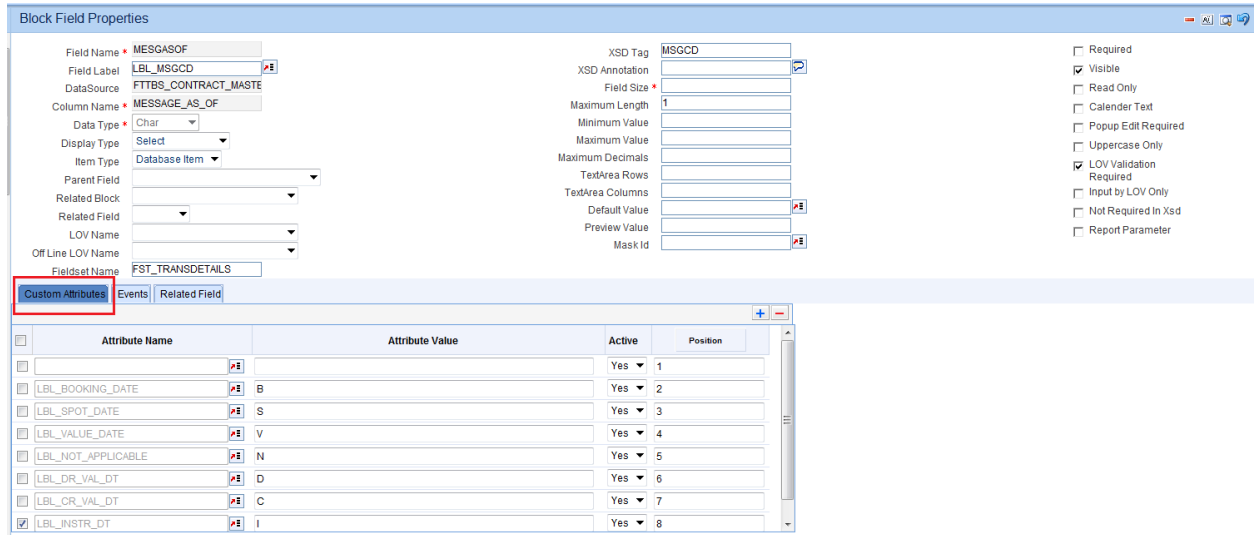 Block Field Properties
Field Name * MESGASOF
Field Label LBL_MSGCD
DataSource FTTBS_CONTRACT_MASTE
Column Name * MESSAGE_AS_OF
Data Type * Char
Display Type Select
Item Type Database Item
Parent Field
Related Block
Related Field
LOV Name
Off Line LOV Name
Fieldset Name FST_TRANSDETAILS
XSD Tag MSGCD
XSD Annotation
Field Size *
Maximum Length 1
Minimum Value
Maximum Value
Maximum Decimals
TextArea Rows
TextArea Columns
Default Value
Preview Value
Mask Id
Required
Visible
Read Only
Calender Text
Popup Edit Required
Uppercase Only
LOV Validation
Required
Input by LOV Only
Not Required In Xsd
Report Parameter
Custom Attributes Events Related Field
Attribute Name Attribute Value Active Position
Yes 1
LBL_BOOKING_DATE B Yes 2
LBL_SPOT_DATE S Yes 3
LBL_VALUE_DATE V Yes 4
LBL_NOT_APPLICABLE N Yes 5
LBL_DR_VAL_DT D Yes 6
LBL_CR_VAL_DT C Yes 7
LBL_INSTR_DT I Yes 8